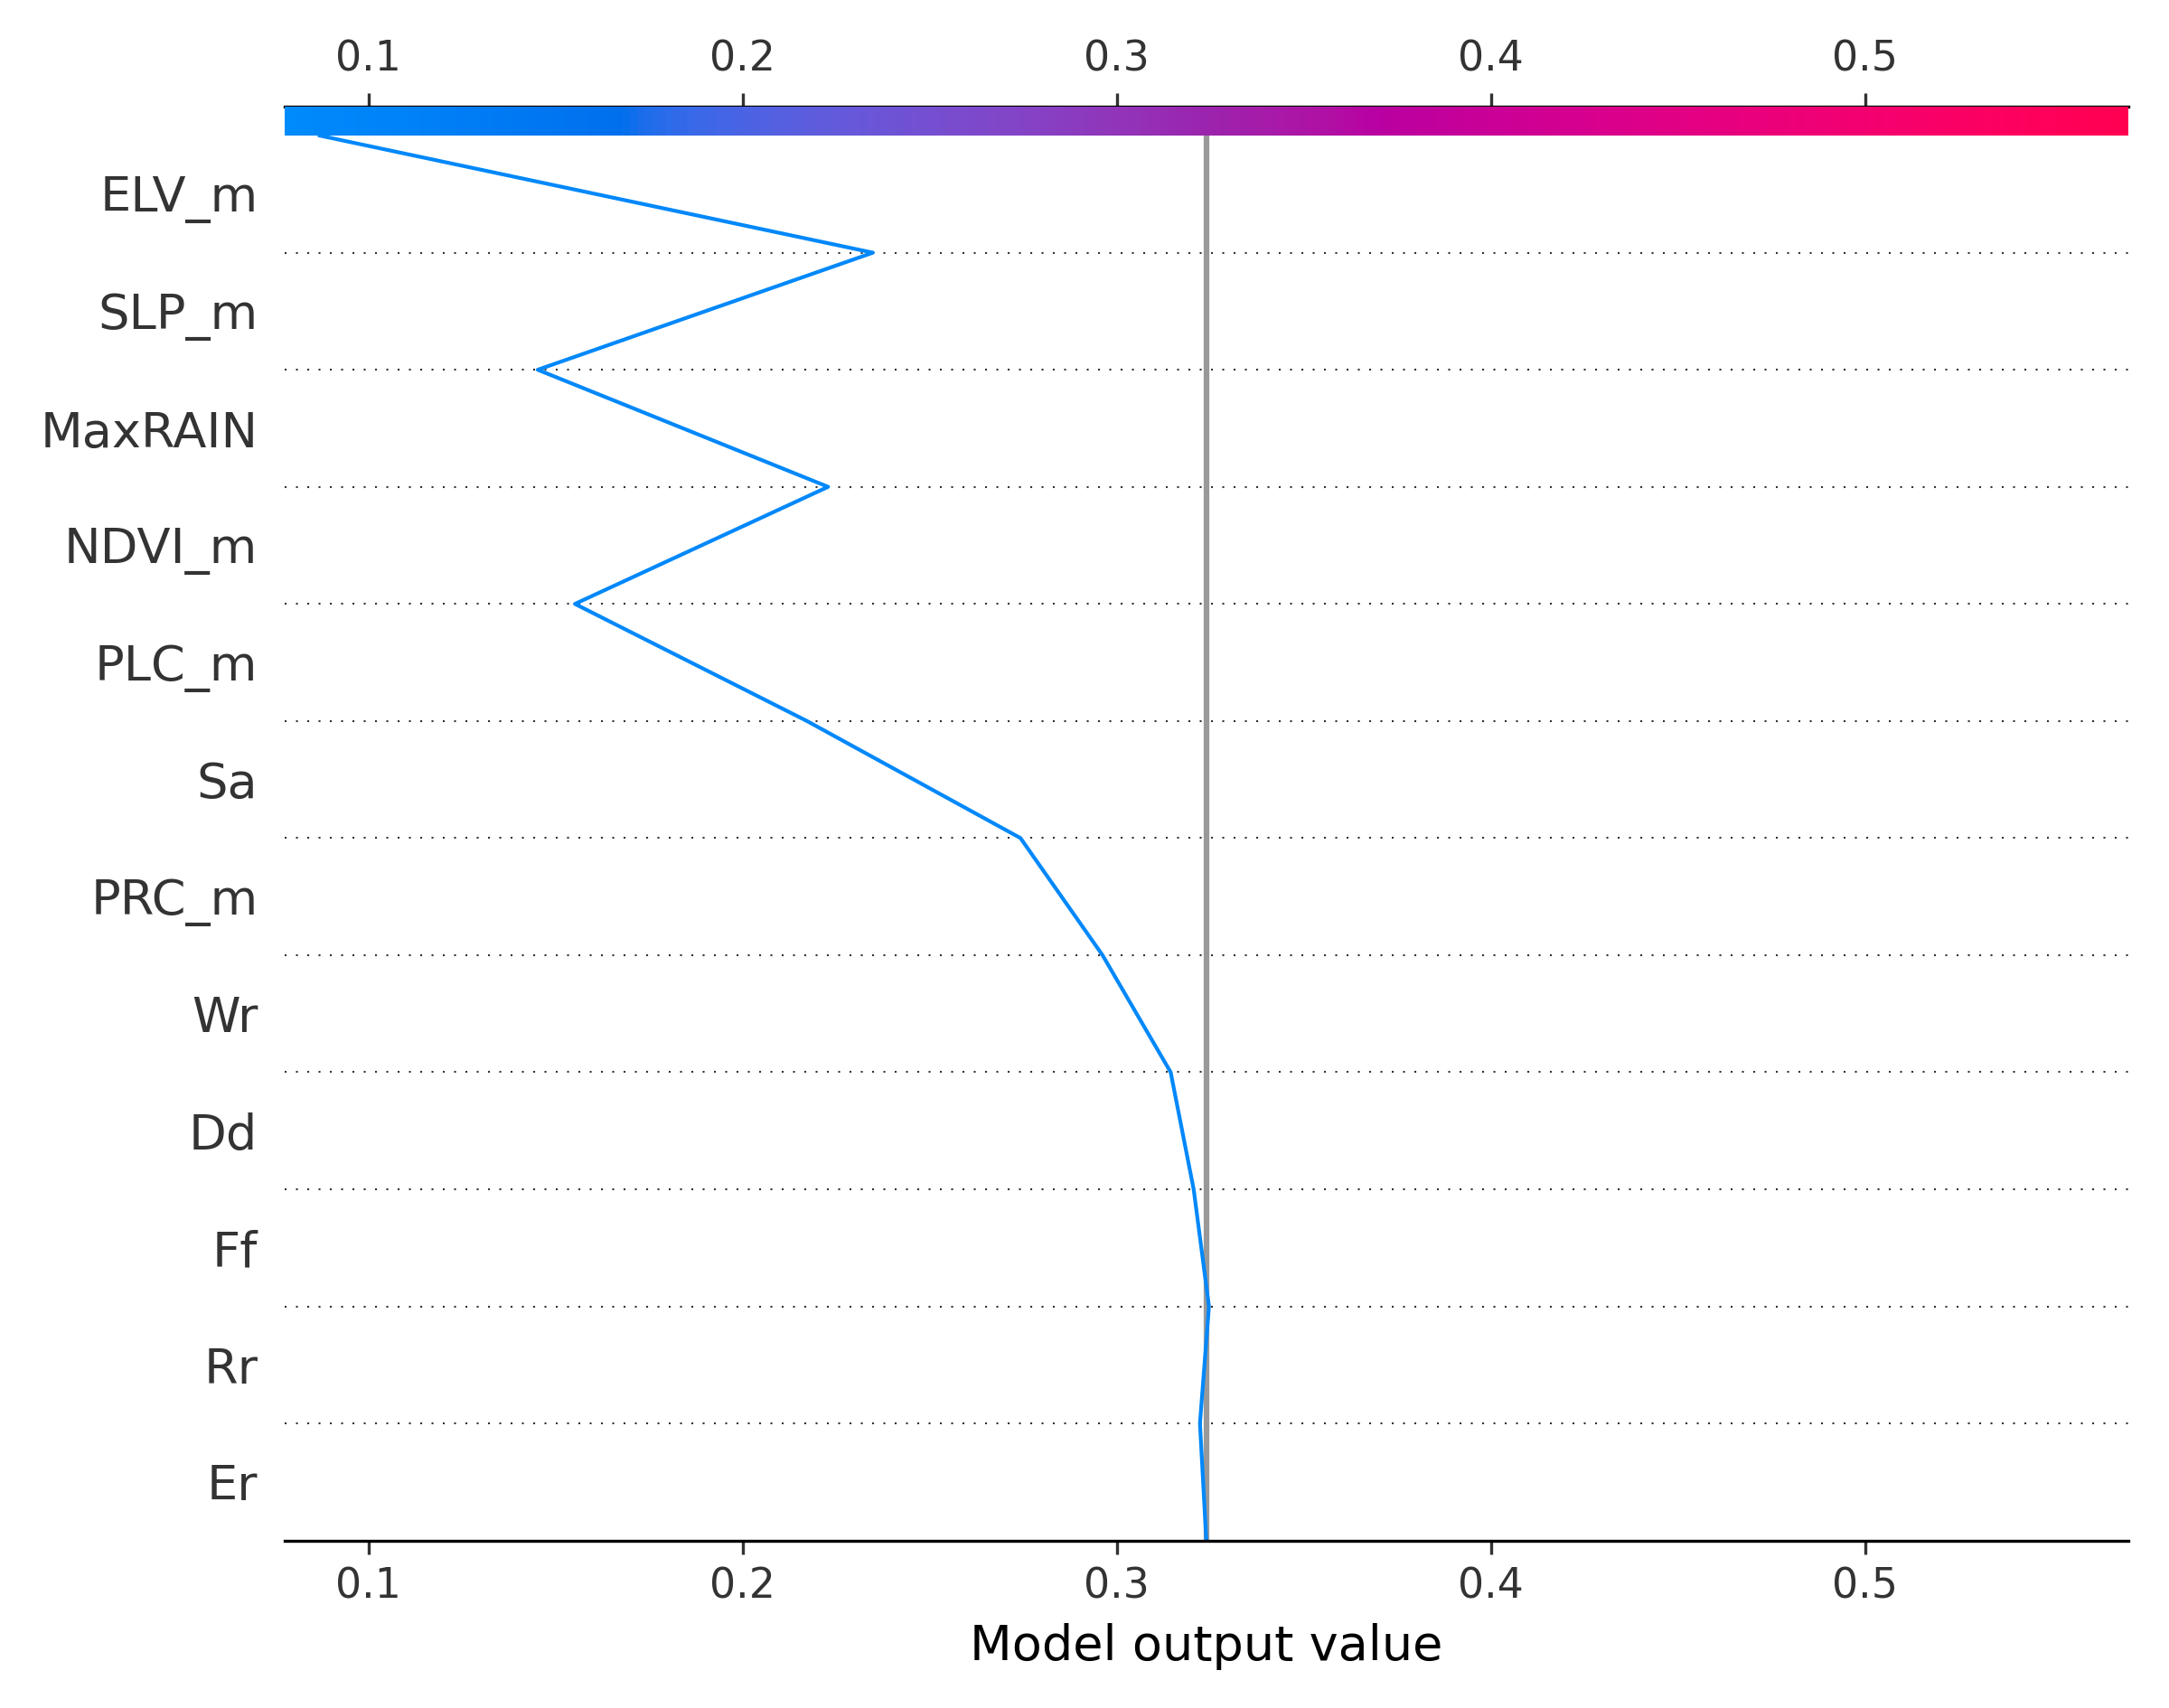 0.1 0.2 0.3 0.4 0.5
ELV_m
SLP_m
MaxRAIN
NDVI_m
PLC_m
Sa
PRC_m
Wr
Dd
Ff
Rr
Er
0.1 0.2 0.3 0.4 0.5
Model output value